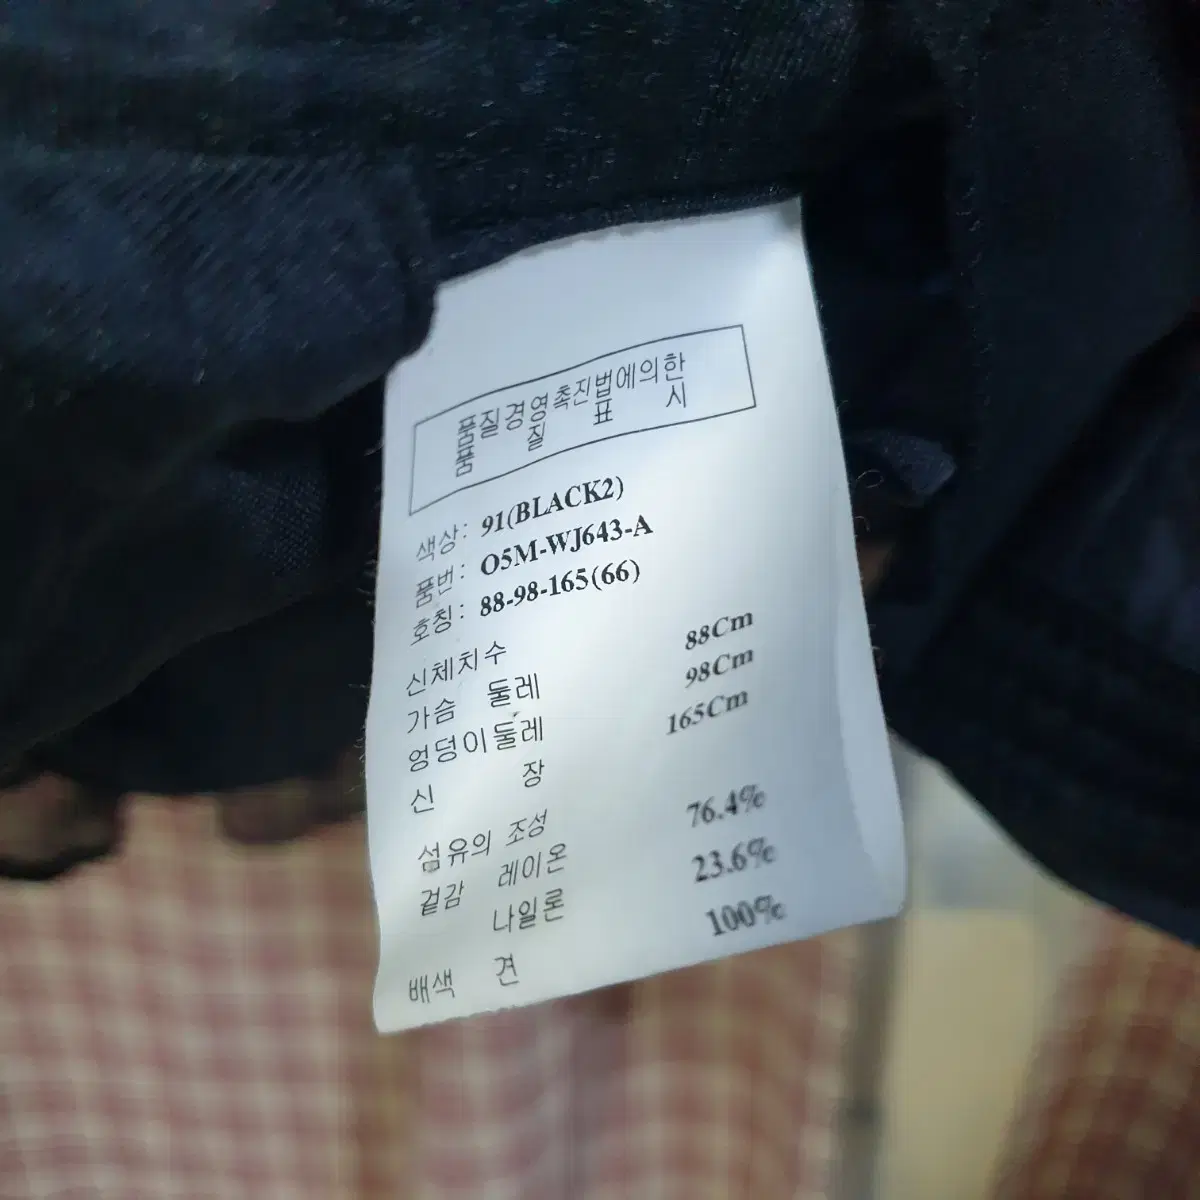 품질경영촉진법에의한
품 질 표 시
색상: 91(BLACK2)
품번: O5M-WJ643-A
호칭: 88-98-165(66)
신체치수
가슴 둘레 88Cm
엉덩이둘레 98Cm
신 장 165Cm
섬유의 조성
겉감 레이온 76.4%
나일론 23.6%
배색 견 100%